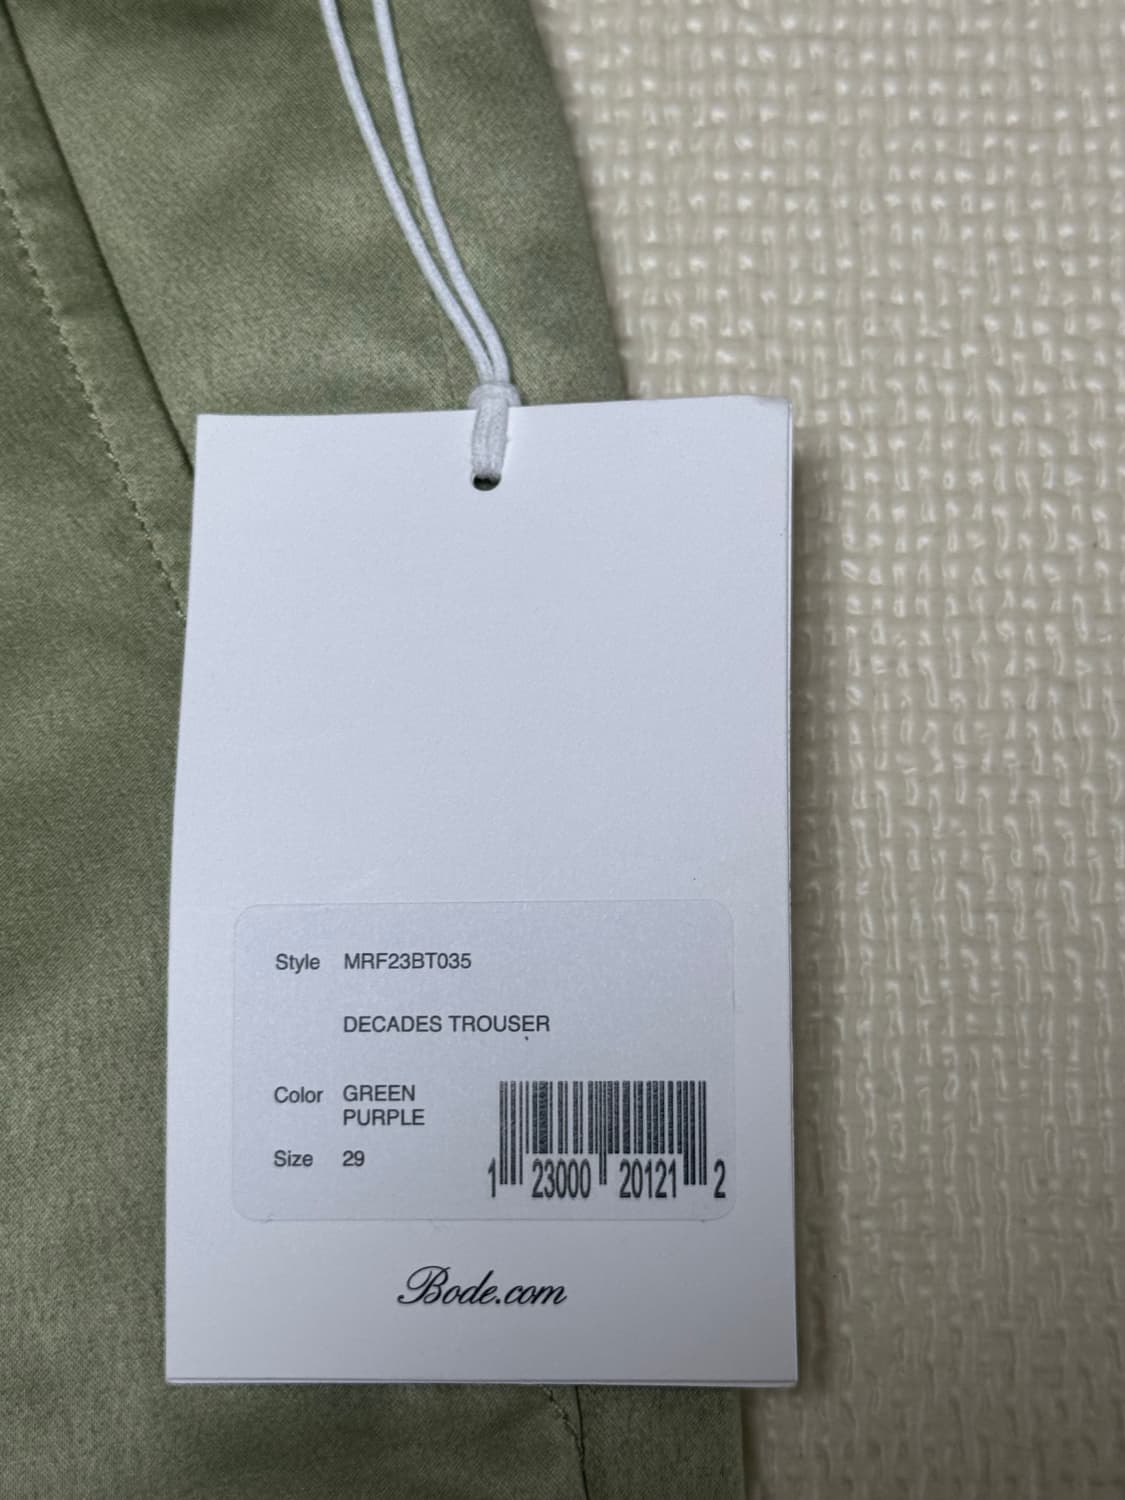 Style MRF23BT035
DECADES TROUSER
Color GREEN
PURPLE
Size 29
1 23000 20121 2
Bode.com